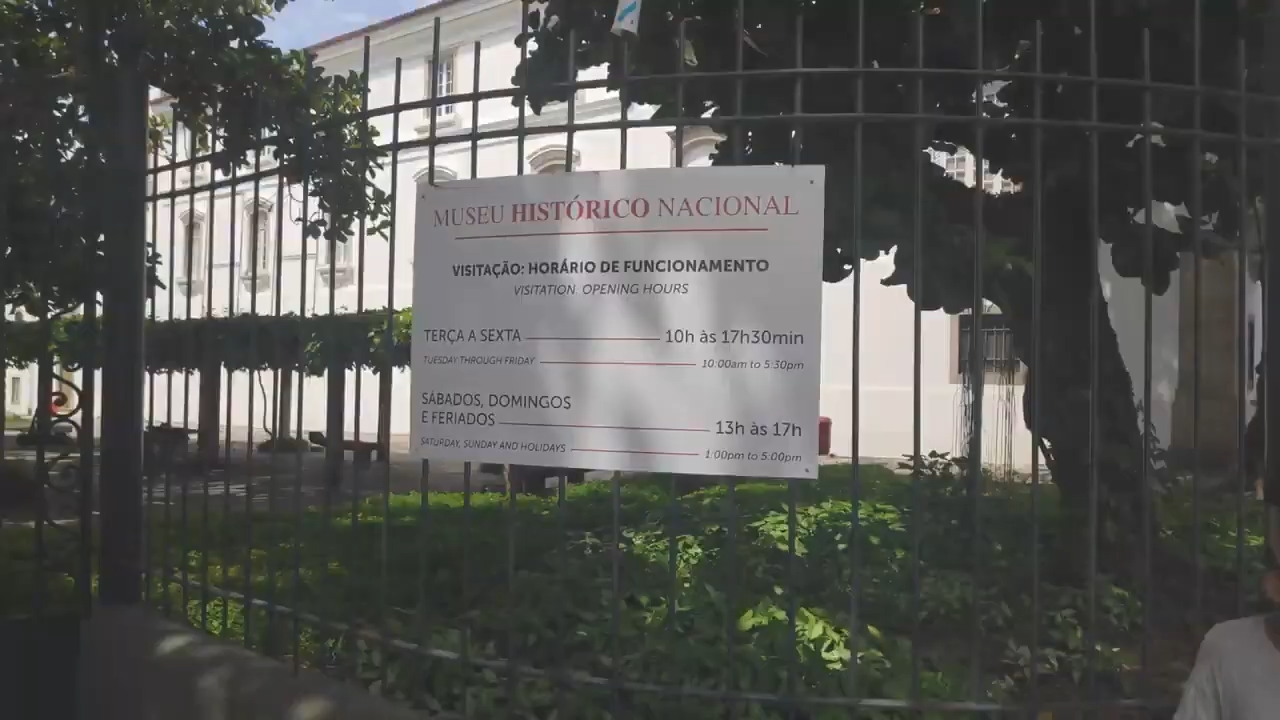 MUSEU HISTÓRICO NACIONAL
VISITAÇÃO: HORÁRIO DE FUNCIONAMENTO
VISITATION OPENING HOURS
TERÇA A SEXTA 10h às 17h30min
TUESDAY THROUGH FRIDAY 10:00am to 5:30pm
SÁBADOS, DOMINGOS
E FERIADOS 13h às 17h
SATURDAY, SUNDAY AND HOLIDAYS 1:00pm to 5:00pm